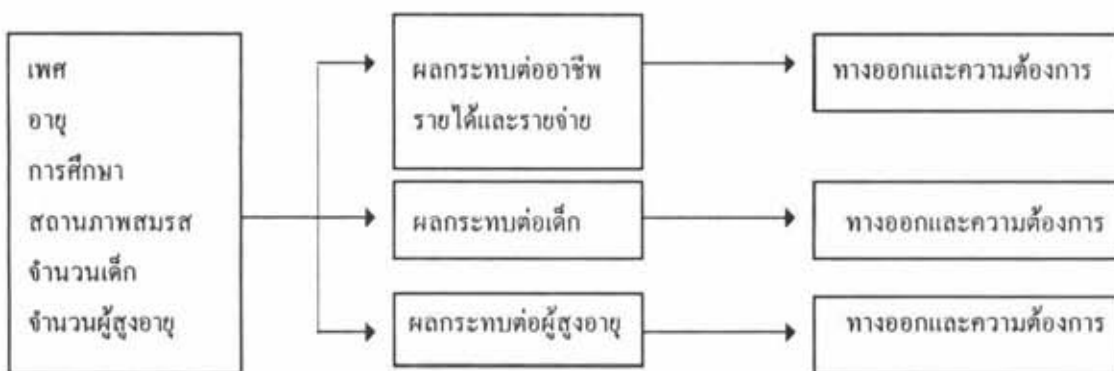 เพศ
อายุ
การศึกษา
สถานภาพสมรส
จำนวนเด็ก
จำนวนผู้สูงอายุ
ผลกระทบต่ออาชีพ
รายได้และรายจ่าย
ทางออกและความต้องการ
ผลกระทบต่อเด็ก
ทางออกและความต้องการ
ผลกระทบต่อผู้สูงอายุ
ทางออกและความต้องการ